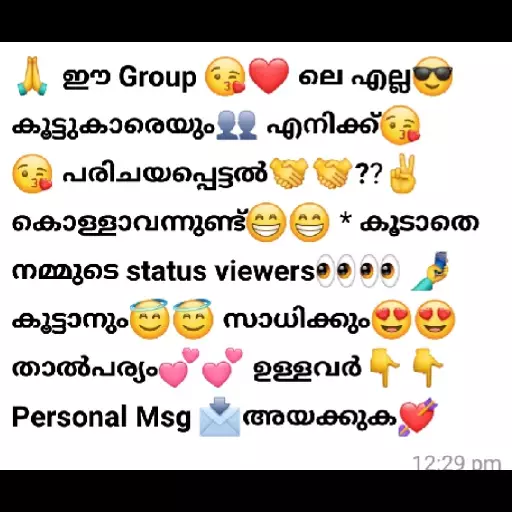 🙏 ഈ Group 😘❤️ ലെ എല്ല😎
കൂട്ടുകാരെയും👥 എനിക്ക്😘
😘 പരിചയപ്പെട്ടൽ🤝 🤝??✌️
കൊള്ളാവന്നുണ്ട്😁😁 * കൂടാതെ
നമ്മുടെ status viewers👀👀 🤳
കൂട്ടാനും😇😇 സാധിക്കും😍😍
താൽപര്യം💕💕 ഉള്ളവർ 👇👇
Personal Msg 📩അയക്കുക💘
12:29 pm